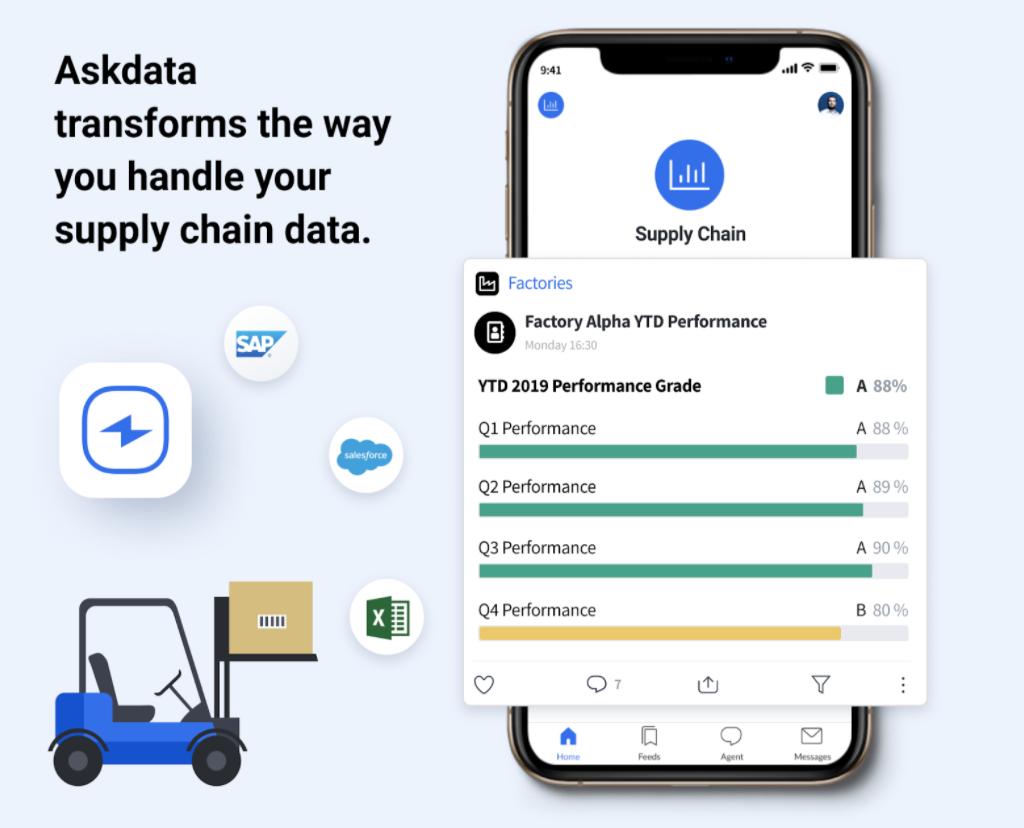 Askdata
transforms the way
you handle your
supply chain data.
SAP
salesforce
X
9:41
Supply Chain
Factories
Factory Alpha YTD Performance
Monday 16:30
YTD 2019 Performance Grade A 88%
Q1 Performance A 88 %
Q2 Performance A 89 %
Q3 Performance A 90 %
Q4 Performance B 80 %
7
Home Feeds Agent Messages